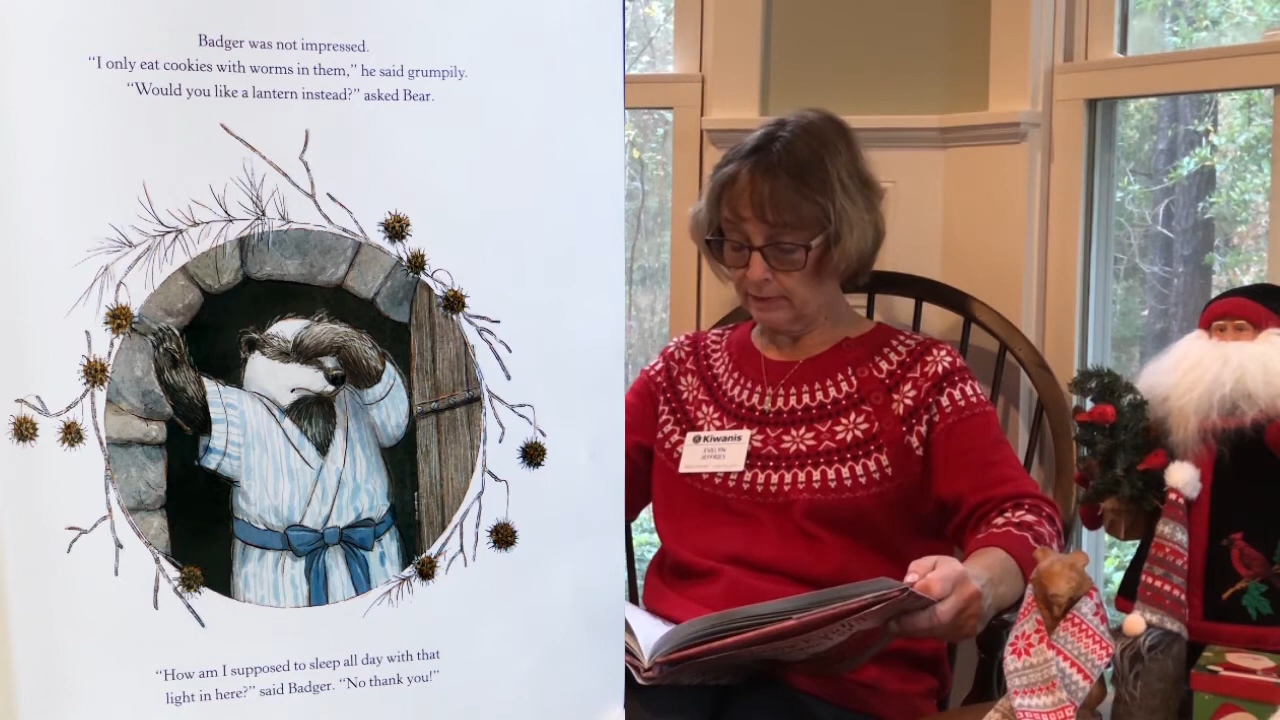 Badger was not impressed.
“I only eat cookies with worms in them,” he said grumpily.
“Would you like a lantern instead?” asked Bear.
“How am I supposed to sleep all day with that
light in here?” said Badger. “No thank you!”
Kiwanis
EVELYN
JEFFRIES